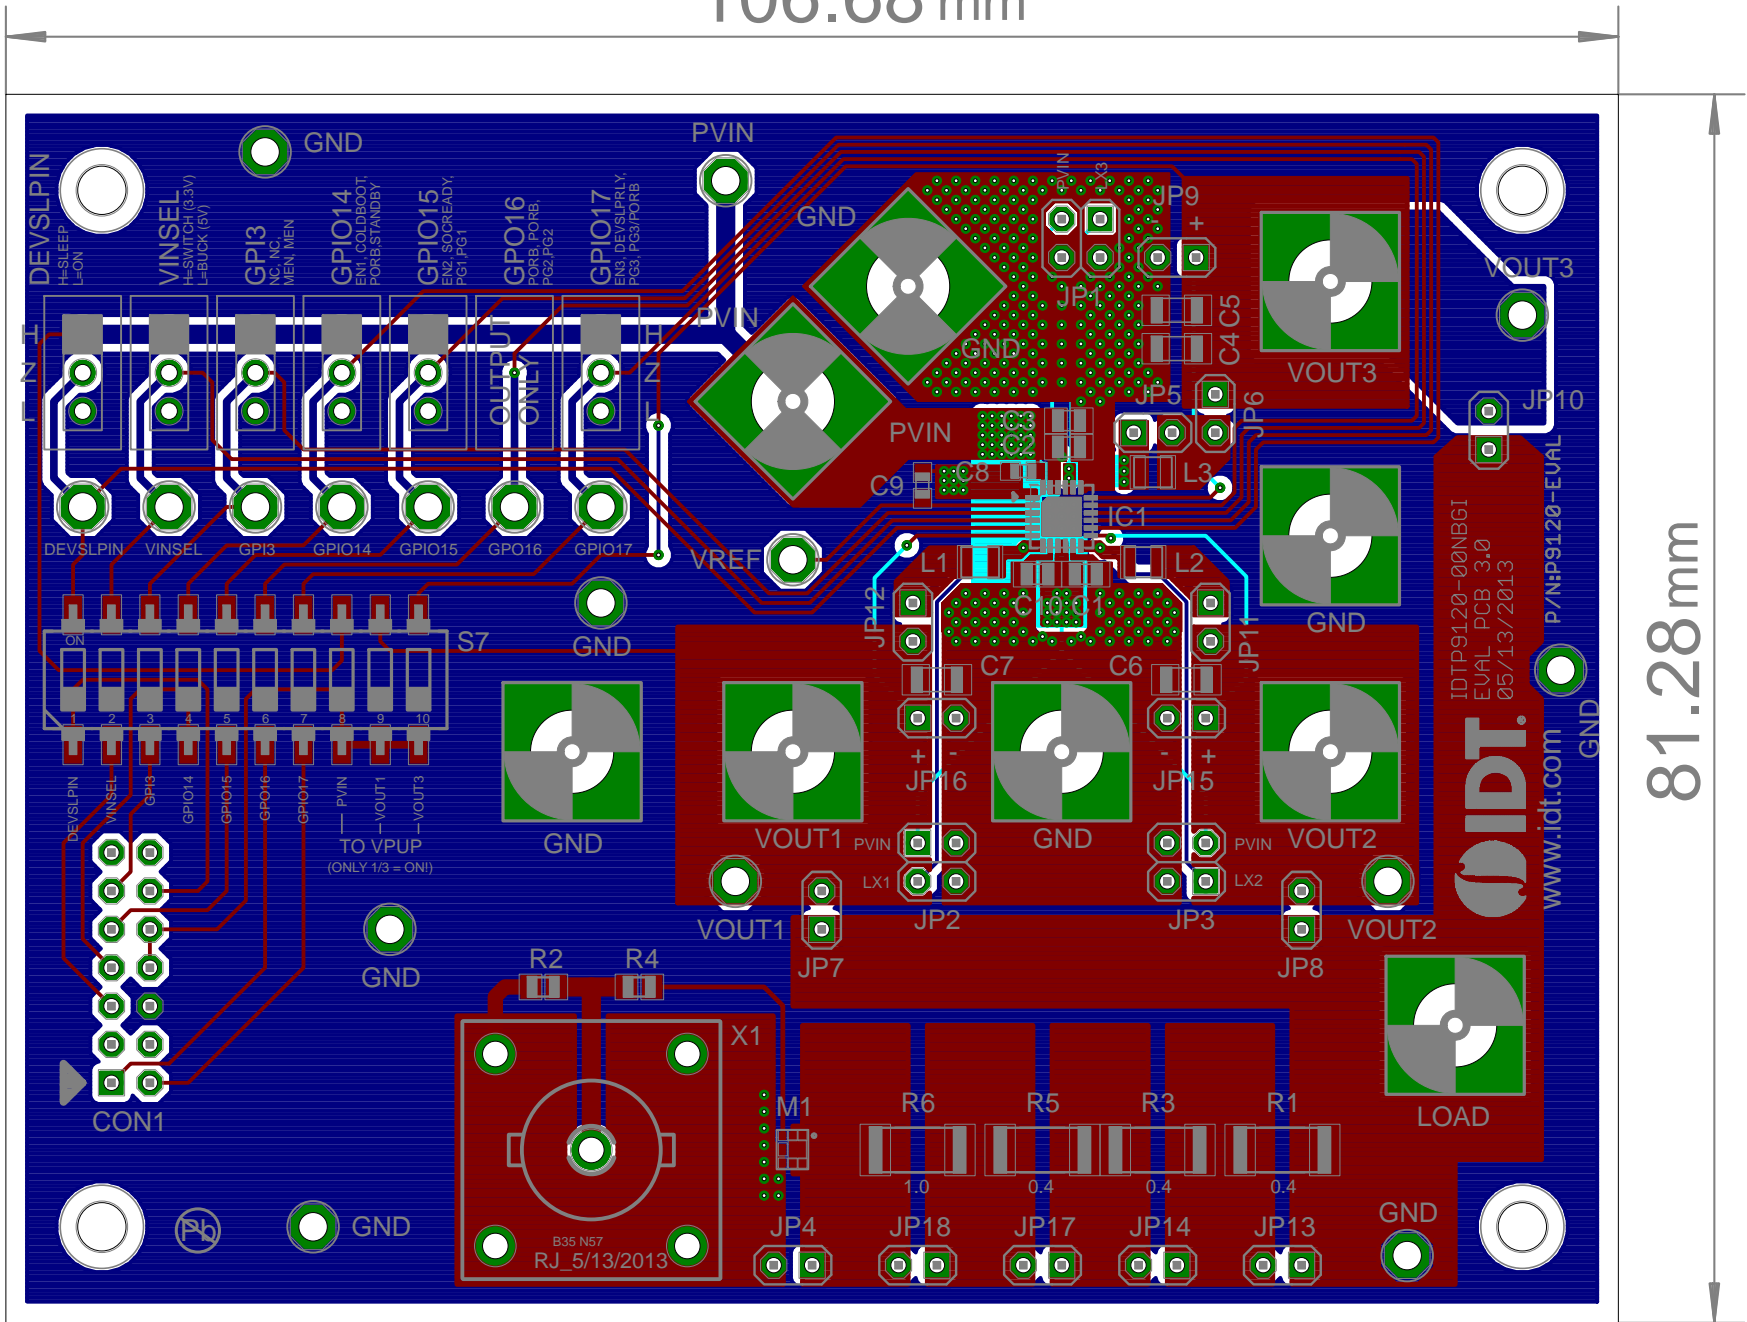 106.68 mm
81.28mm
GND
PVIN
DEVSLPIN
H=SLEEP
L=ON
VINSEL
H=SWITCH (3.3V)
L=BUCK (5V)
GPI3
NC, NC,
MEN, MEN
GPIO14
EN1, COLDBOOT,
PORB,STANDBY
GPIO15
EN2, SOCREADY,
PG1,PG1
GPO16
PORB, PORB,
PG2,PG2
GPIO17
EN3, DEVSLPRLY,
PG3, PG3/PORB
H
Z
L
OUTPUT
ONLY
H
Z
L
GND
PVIN
GND
PVIN
PVIN
LX3
JP9
-
+
JP1
C5
C4
VOUT3
VOUT3
JP10
JP5
JP6
C3
C2
C8
C9
L3
IC1
L1
L2
C10
C1
VREF
GND
DEVSLPIN
VINSEL
GPI3
GPIO14
GPIO15
GPO16
GPIO17
GND
S7
ON
1
2
3
4
5
6
7
8
9
10
DEVSLPIN
VINSEL
GPI3
GPIO14
GPIO15
GPO16
GPIO17
PVIN
VOUT1
VOUT3
TO VPUP
(ONLY 1/3 = ON!)
JP12
JP11
C7
C6
+
-
JP16
-
+
JP15
GND
VOUT1
GND
VOUT2
PVIN
LX1
JP2
PVIN
LX2
JP3
VOUT1
JP7
JP8
VOUT2
IDTP9120-00NBGI
EVAL PCB 3.0
05/13/2013
P/N:P9120-EVAL
GND
IDT.
www.idt.com
GND
LOAD
CON1
R2
R4
X1
M1
R6
1.0
R5
0.4
R3
0.4
R1
0.4
B35 N57
RJ_5/13/2013
JP4
JP18
JP17
JP14
JP13
GND
Pb
GND